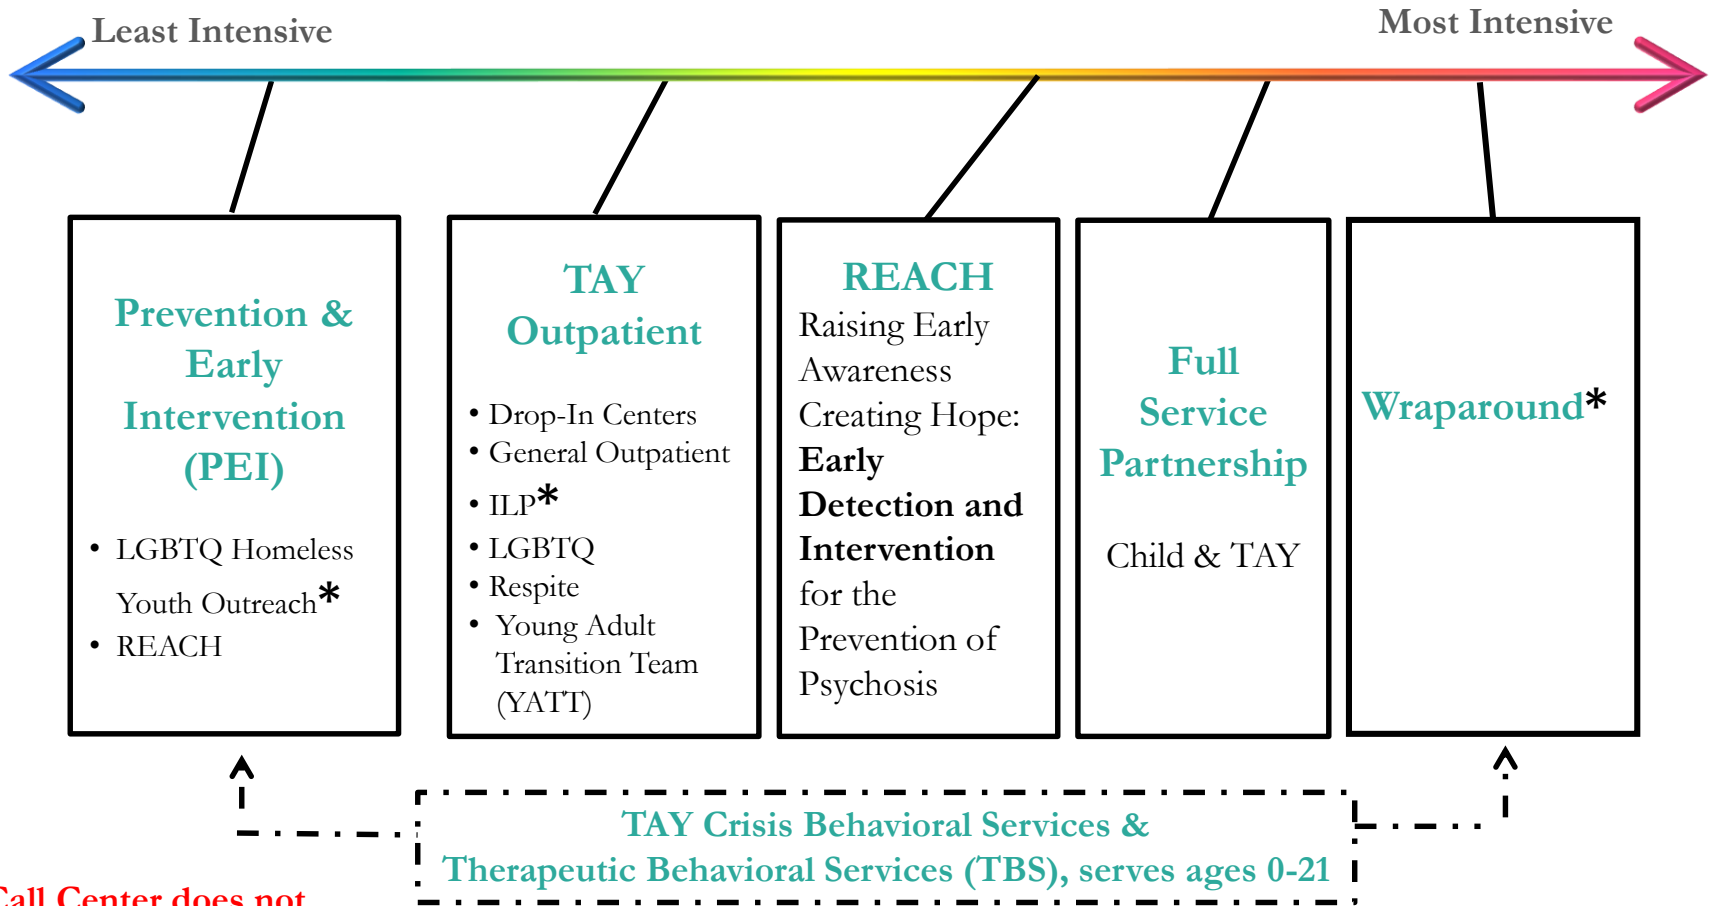 Least Intensive
Most Intensive
Prevention &
Early
Intervention
(PEI)
• LGBTQ Homeless
Youth Outreach*
• REACH
TAY
Outpatient
• Drop-In Centers
• General Outpatient
• ILP*
• LGBTQ
• Respite
• Young Adult
Transition Team
(YATT)
REACH
Raising Early
Awareness
Creating Hope:
Early
Detection and
Intervention
for the
Prevention of
Psychosis
Full
Service
Partnership
Child & TAY
Wraparound*
TAY Crisis Behavioral Services &
Therapeutic Behavioral Services (TBS), serves ages 0-21
Call Center does not